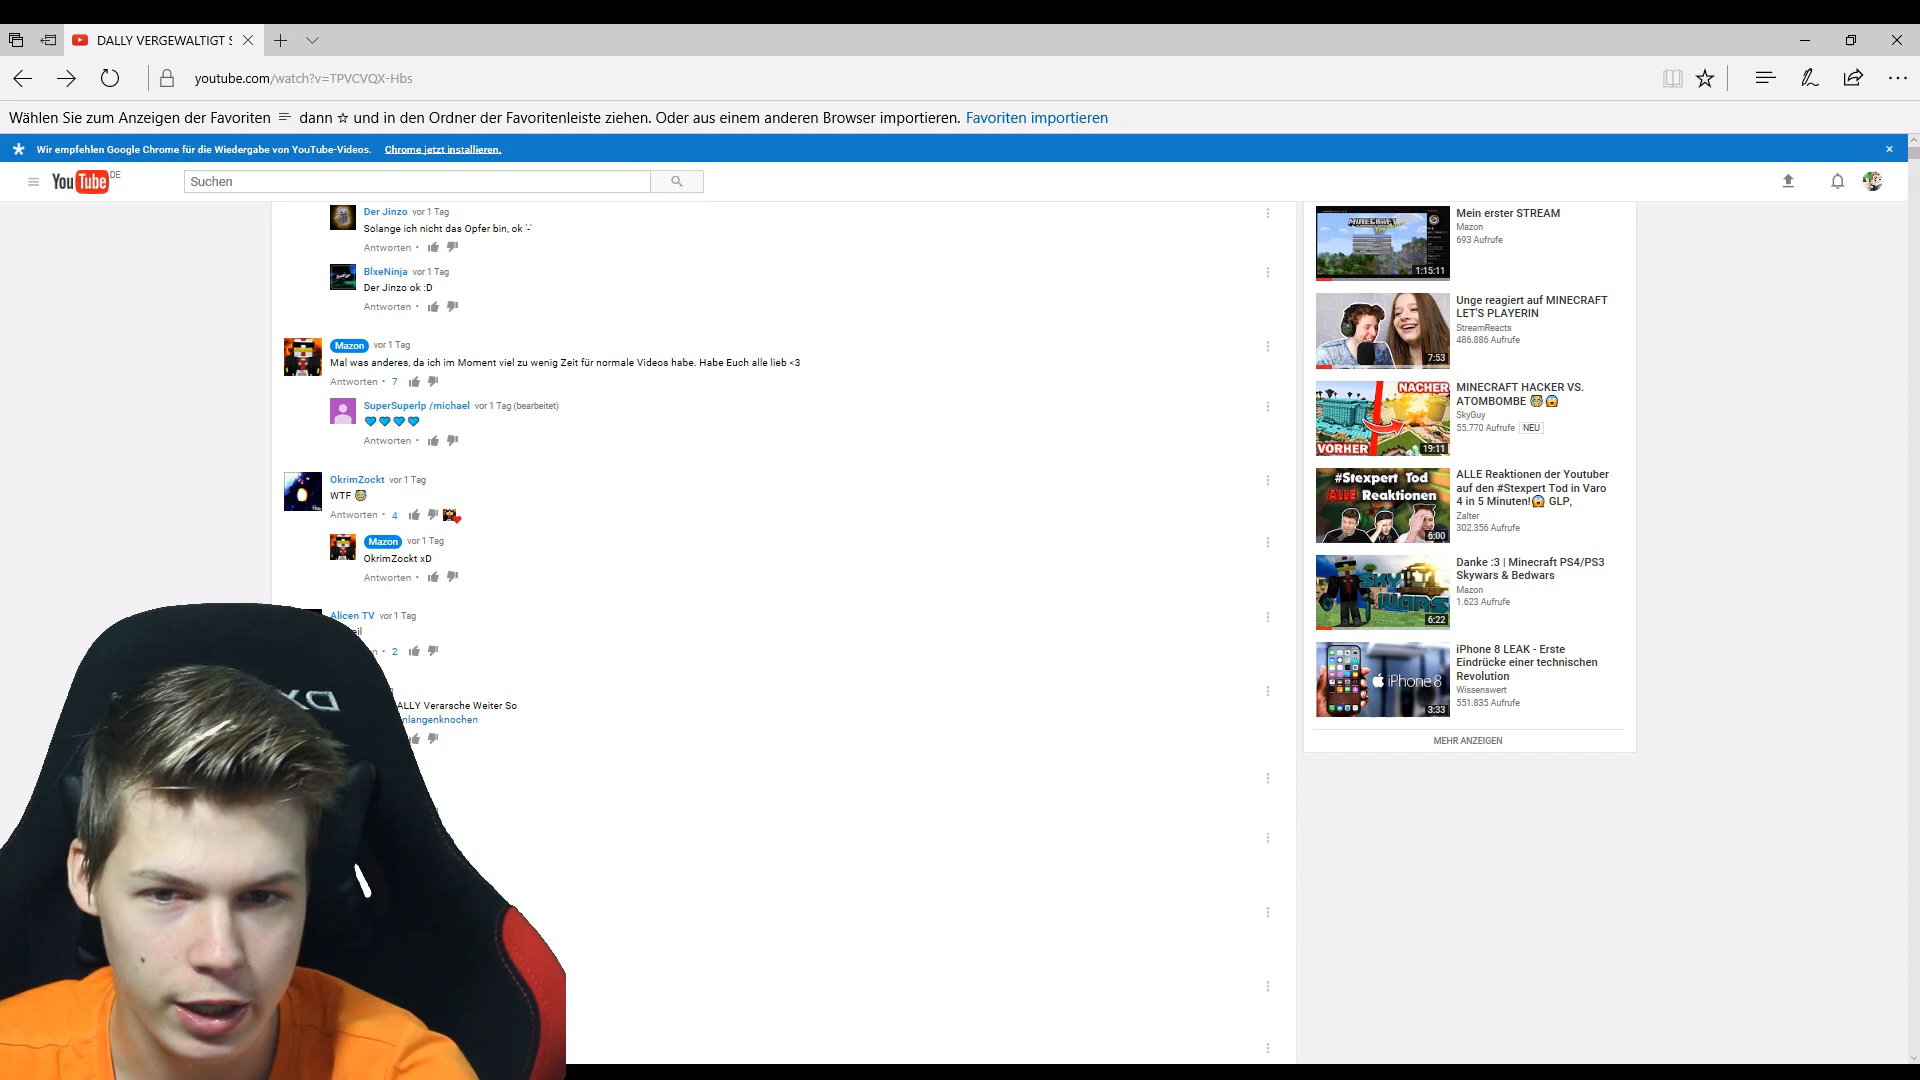 DALLY VERGEWALTIGT S
youtube.com/watch?v=TPVCVQX-Hbs
Wählen Sie zum Anzeigen der Favoriten dann ☆ und in den Ordner der Favoritenleiste ziehen. Oder aus einem anderen Browser importieren. Favoriten importieren
Wir empfehlen Google Chrome für die Wiedergabe von YouTube-Videos. Chrome jetzt installieren.
YouTube DE
Suchen
Der Jinzo vor 1 Tag
Solange ich nicht das Opfer bin, ok '-'
Antworten •
BlxeNinja vor 1 Tag
Der Jinzo ok :D
Antworten •
Mazon vor 1 Tag
Mal was anderes, da ich im Moment viel zu wenig Zeit für normale Videos habe. Habe Euch alle lieb <3
Antworten • 7
SuperSuperlp /michael vor 1 Tag (bearbeitet)
💙💙💙💙
Antworten •
OkrimZockt vor 1 Tag
WTF 😂
Antworten • 4
Mazon vor 1 Tag
OkrimZockt xD
Antworten •
Alicen TV vor 1 Tag
eil
en • 2
ALLY Verarsche Weiter So
nlangenknochen
DX
Mein erster STREAM
Mazon
693 Aufrufe
MINECRAFT
1:15:11
Unge reagiert auf MINECRAFT
LET'S PLAYERIN
StreamReacts
486.886 Aufrufe
7:53
MINECRAFT HACKER VS.
ATOMBOMBE 😂😱
SkyGuy
55.770 Aufrufe NEU
NACHER
VORHER
19:11
ALLE Reaktionen der Youtuber
auf den #Stexpert Tod in Varo
4 in 5 Minuten!😱 GLP,
Zalter
302.356 Aufrufe
#Stexpert Tod
ALLE Reaktionen
6:00
Danke :3 | Minecraft PS4/PS3
Skywars & Bedwars
Mazon
1.623 Aufrufe
SKY
WARS
6:22
iPhone 8 LEAK - Erste
Eindrücke einer technischen
Revolution
Wissenswert
551.835 Aufrufe
iPhone 8
3:33
MEHR ANZEIGEN